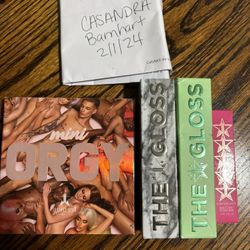 CASANDRA
Barnhart
2/1/24
mini
ORGY
THE GLOSS
THE GLOSS